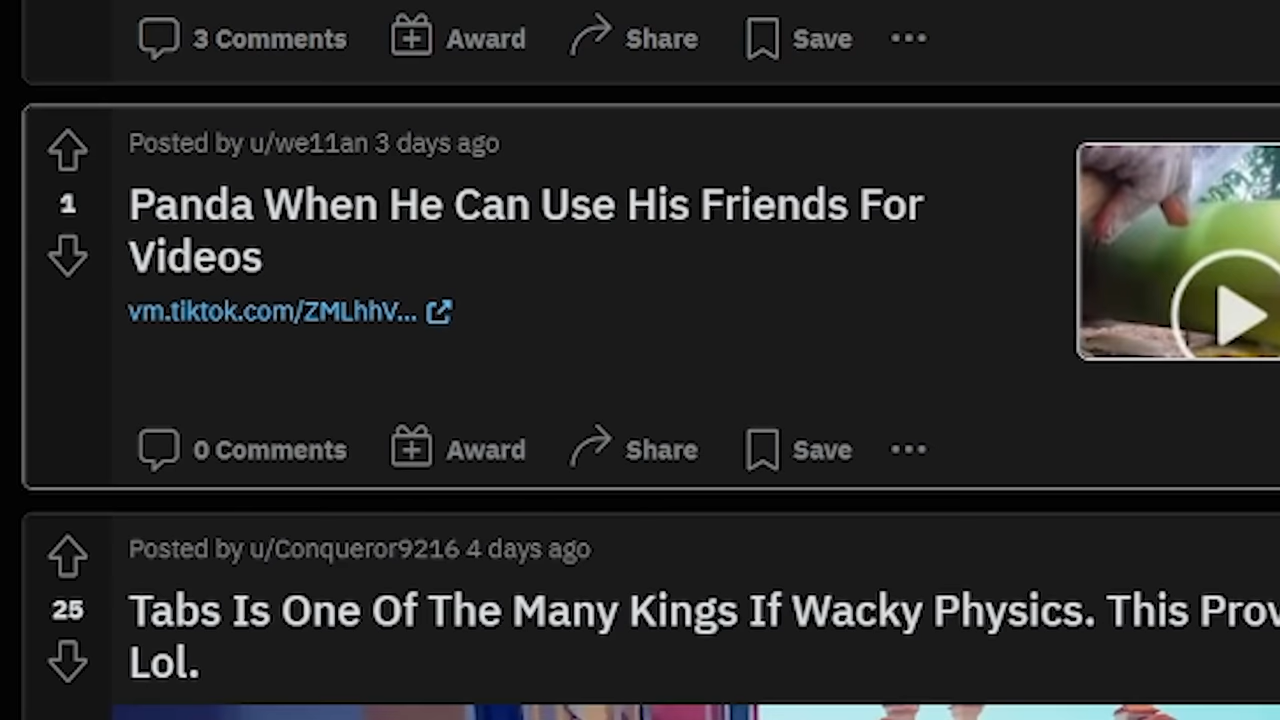 3 Comments Award Share Save
Posted by u/we11an 3 days ago
1
Panda When He Can Use His Friends For
Videos
vm.tiktok.com/ZMLhhV...
0 Comments Award Share Save
Posted by u/Conqueror9216 4 days ago
25
Tabs Is One Of The Many Kings If Wacky Physics. This Prov
Lol.